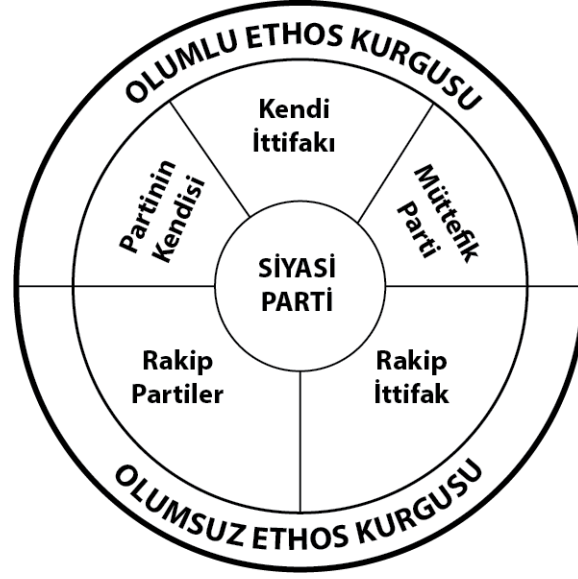 OLUMLU ETHOS KURGUSU
Kendi
İttifakı
Partinin
Kendisi
Müttefik
Parti
SİYASİ
PARTİ
Rakip
Partiler
Rakip
İttifak
OLUMSUZ ETHOS KURGUSU